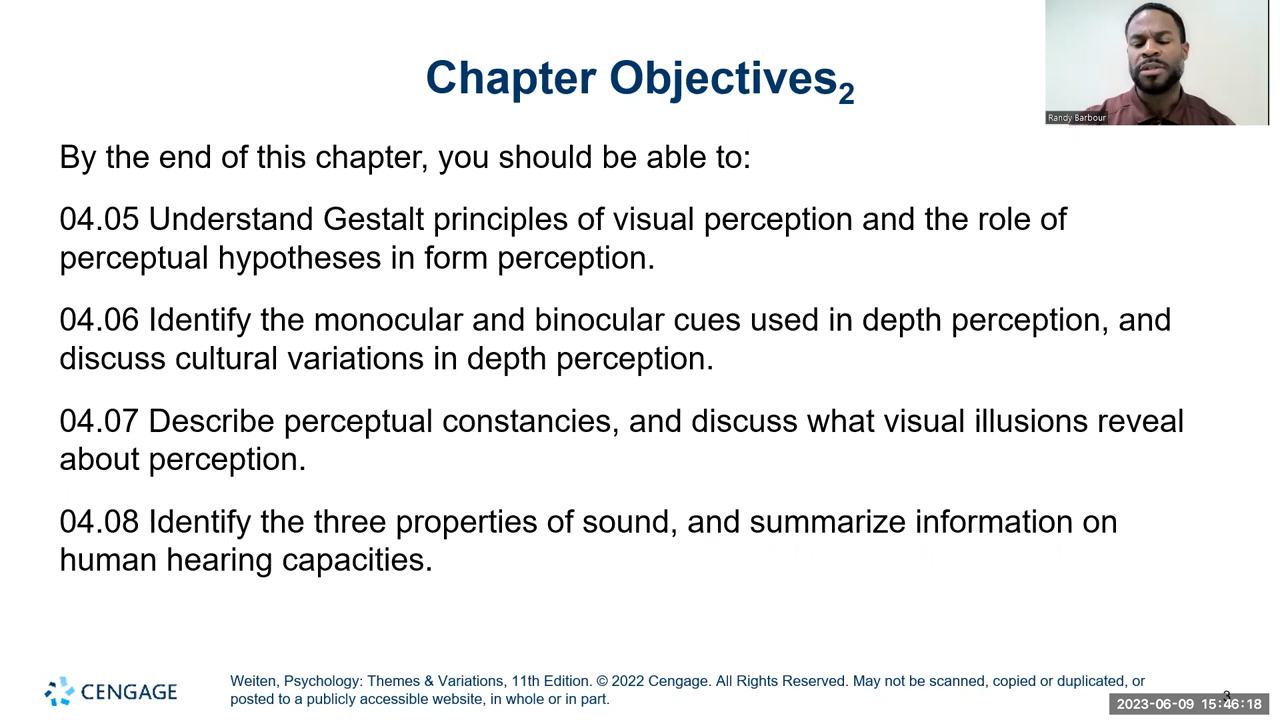 Chapter Objectives2
Randy Barbour
By the end of this chapter, you should be able to:
04.05 Understand Gestalt principles of visual perception and the role of
perceptual hypotheses in form perception.
04.06 Identify the monocular and binocular cues used in depth perception, and
discuss cultural variations in depth perception.
04.07 Describe perceptual constancies, and discuss what visual illusions reveal
about perception.
04.08 Identify the three properties of sound, and summarize information on
human hearing capacities.
CENGAGE
Weiten, Psychology: Themes & Variations, 11th Edition. © 2022 Cengage. All Rights Reserved. May not be scanned, copied or duplicated, or
posted to a publicly accessible website, in whole or in part.
3
2023-06-09 15:46:18